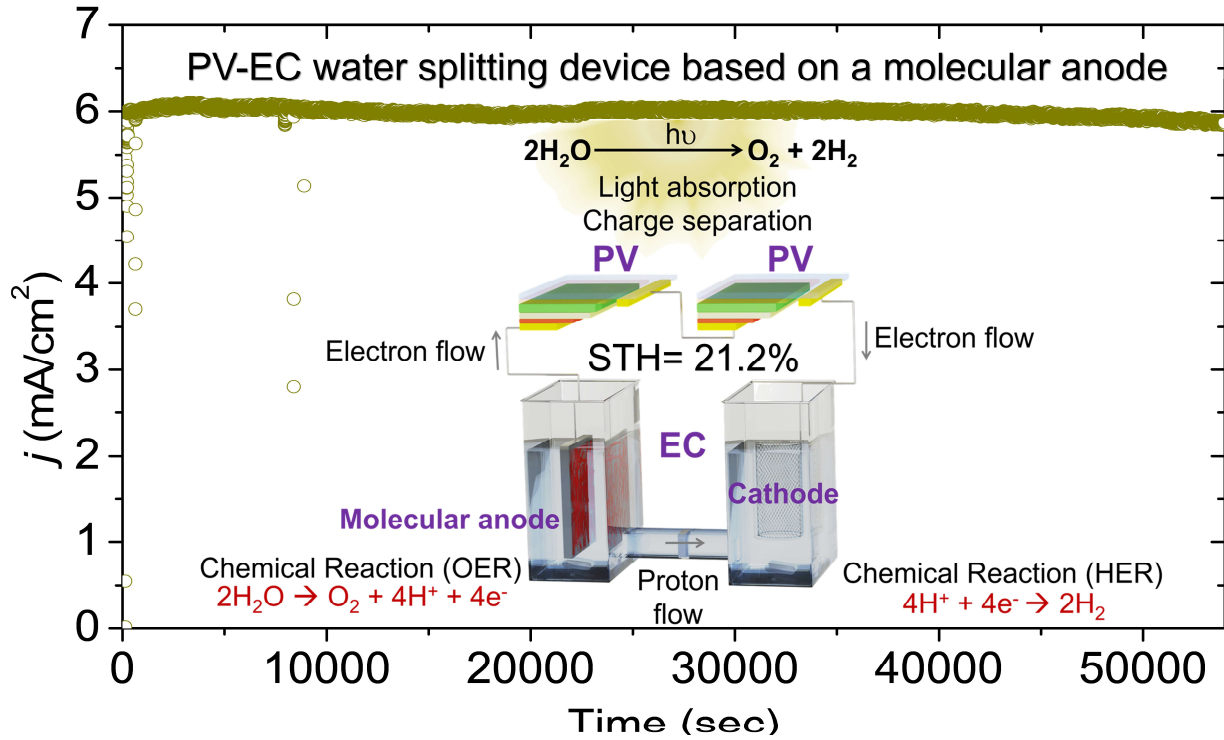 PV-EC water splitting device based on a molecular anode
2H₂O hυ → O₂ + 2H₂
Light absorption
Charge separation
PV PV
Electron flow
STH= 21.2%
Electron flow
EC
Molecular anode
Cathode
Chemical Reaction (OER)
2H₂O → O₂ + 4H⁺ + 4e⁻
Proton
flow
Chemical Reaction (HER)
4H⁺ + 4e⁻ → 2H₂
j (mA/cm²)
7
6
5
4
3
2
1
0
0 10000 20000 30000 40000 50000
Time (sec)